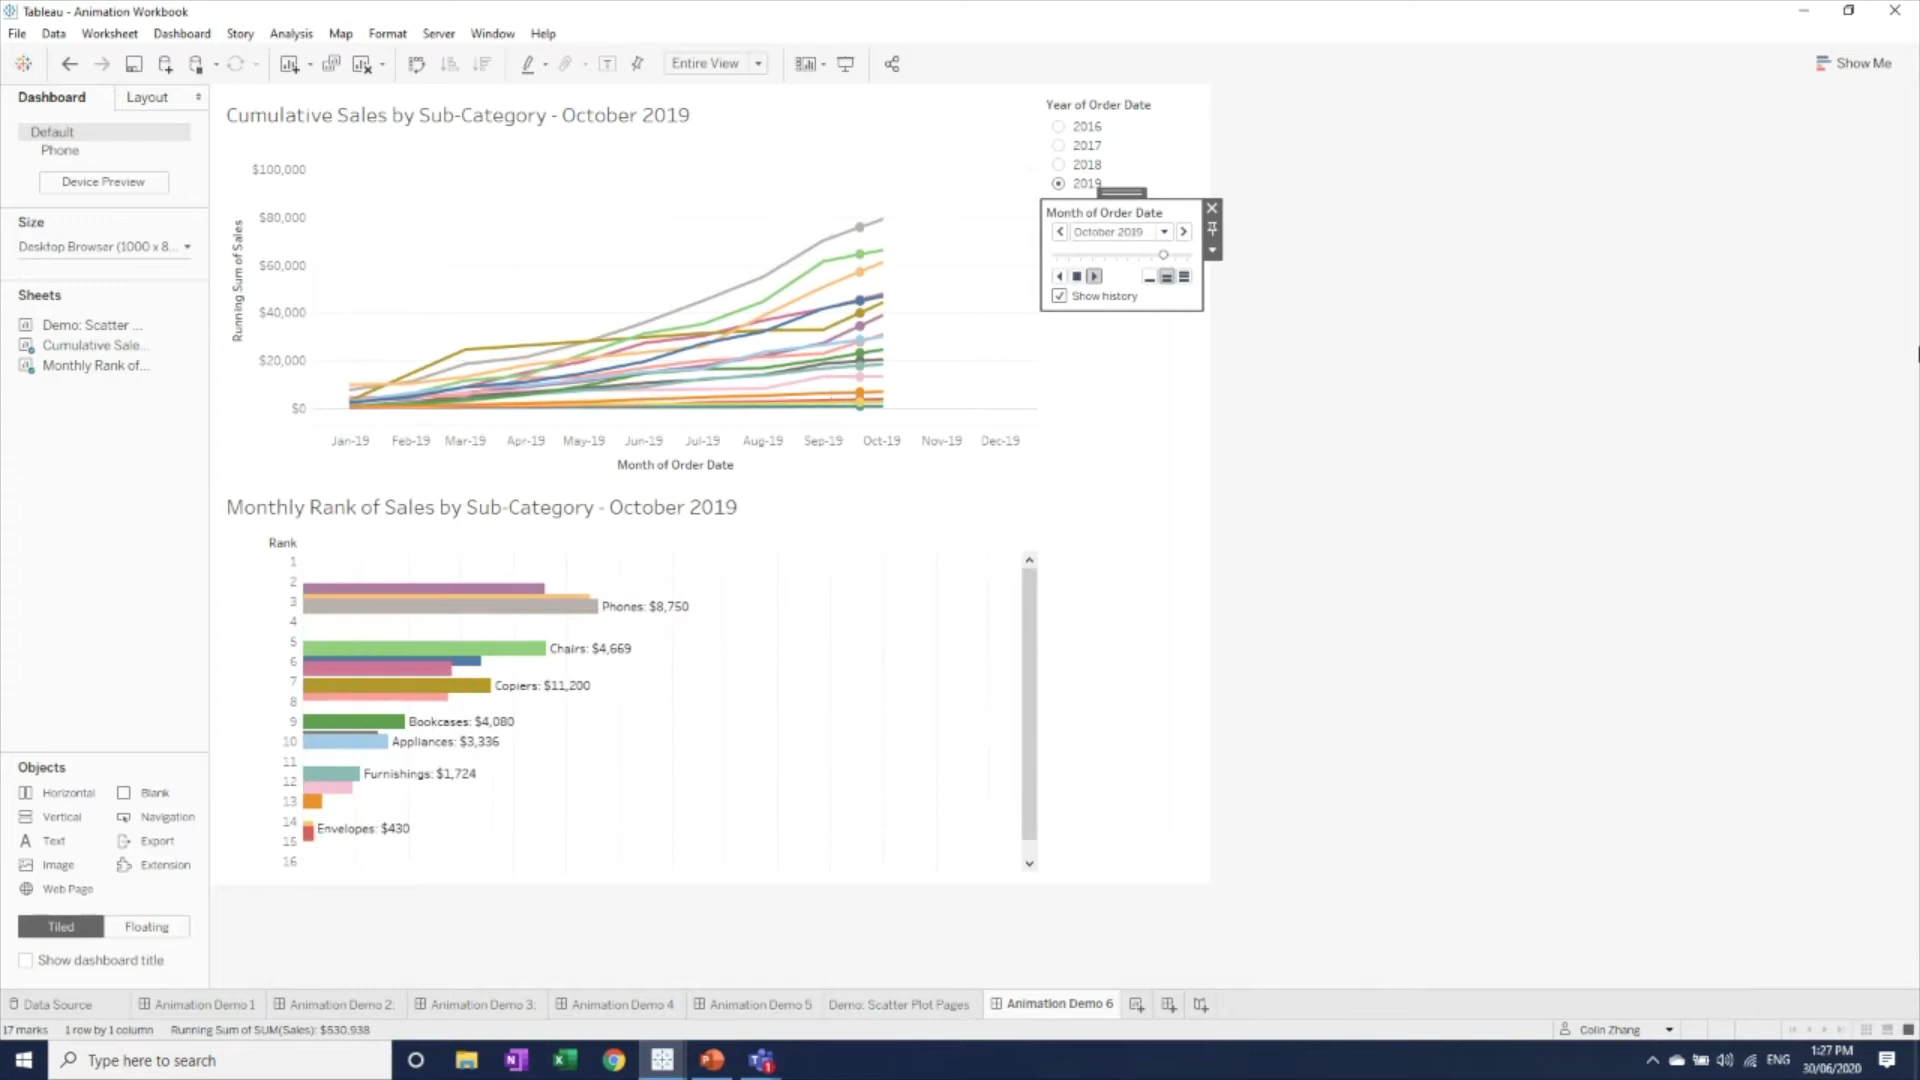 Tableau - Animation Workbook
File Data Worksheet Dashboard Story Analysis Map Format Server Window Help
Entire View
Show Me
Dashboard Layout
Default
Phone
Device Preview
Size
Desktop Browser (1000 x 8...
Sheets
Demo: Scatter ...
Cumulative Sale...
Monthly Rank of...
Objects
Horizontal Blank
Vertical Navigation
Text Export
Image Extension
Web Page
Tiled Floating
Show dashboard title
Cumulative Sales by Sub-Category - October 2019
Running Sum of Sales
$100,000
$80,000
$60,000
$40,000
$20,000
$0
Jan-19 Feb-19 Mar-19 Apr-19 May-19 Jun-19 Jul-19 Aug-19 Sep-19 Oct-19 Nov-19 Dec-19
Month of Order Date
Year of Order Date
2016
2017
2018
2019
Month of Order Date
October 2019
Show history
Monthly Rank of Sales by Sub-Category - October 2019
Rank
1
2
3 Phones: $8,750
4
5 Chairs: $4,669
6
7 Copiers: $11,200
8
9 Bookcases: $4,080
10 Appliances: $3,336
11
12 Furnishings: $1,724
13
14 Envelopes: $430
15
16
Data Source Animation Demo 1 Animation Demo 2: Animation Demo 3: Animation Demo 4 Animation Demo 5 Demo: Scatter Plot Pages Animation Demo 6
17 marks 1 row by 1 column Running Sum of SUM(Sales): $530,938
Colin Zhang
Type here to search
ENG
1:27 PM
30/06/2020